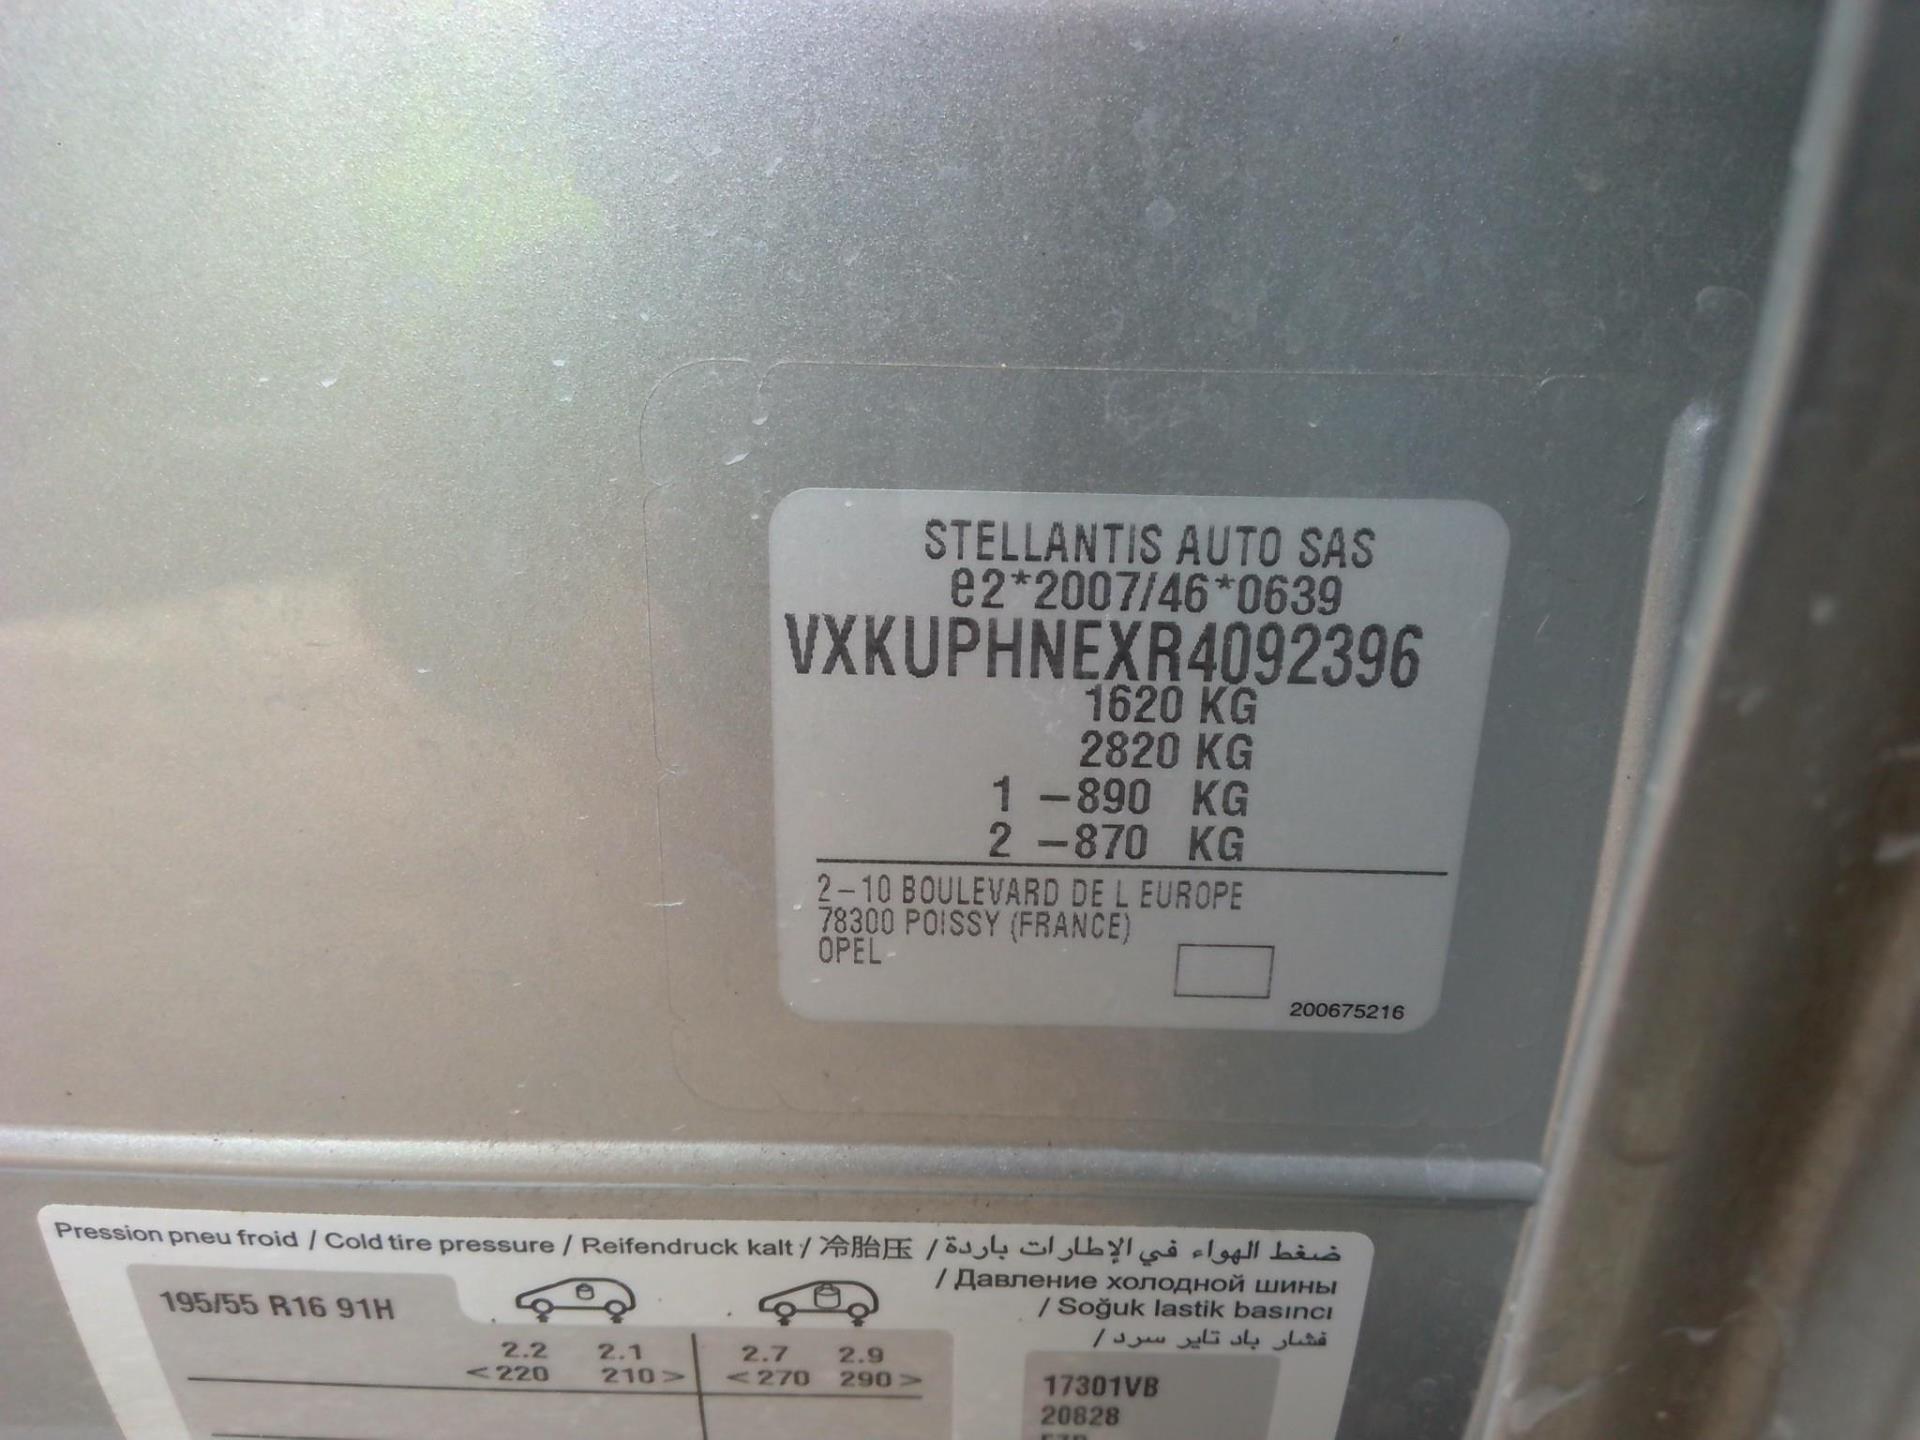 STELLANTIS AUTO SAS
e2*2007/46*0639
VXKUPHNEXR4092396
1620 KG
2820 KG
1 –890 KG
2 –870 KG
2–10 BOULEVARD DE L EUROPE
78300 POISSY (FRANCE)
OPEL
200675216
Pression pneu froid / Cold tire pressure / Reifendruck kalt / 冷胎压 / ضغط الهواء في الإطارات باردة
/ Давление холодной шины
/ Soğuk lastik basıncı
/ فشار باد تایر سرد
195/55 R16 91H
2.2 2.1 2.7 2.9
<220 210> <270 290>
17301VB
20828